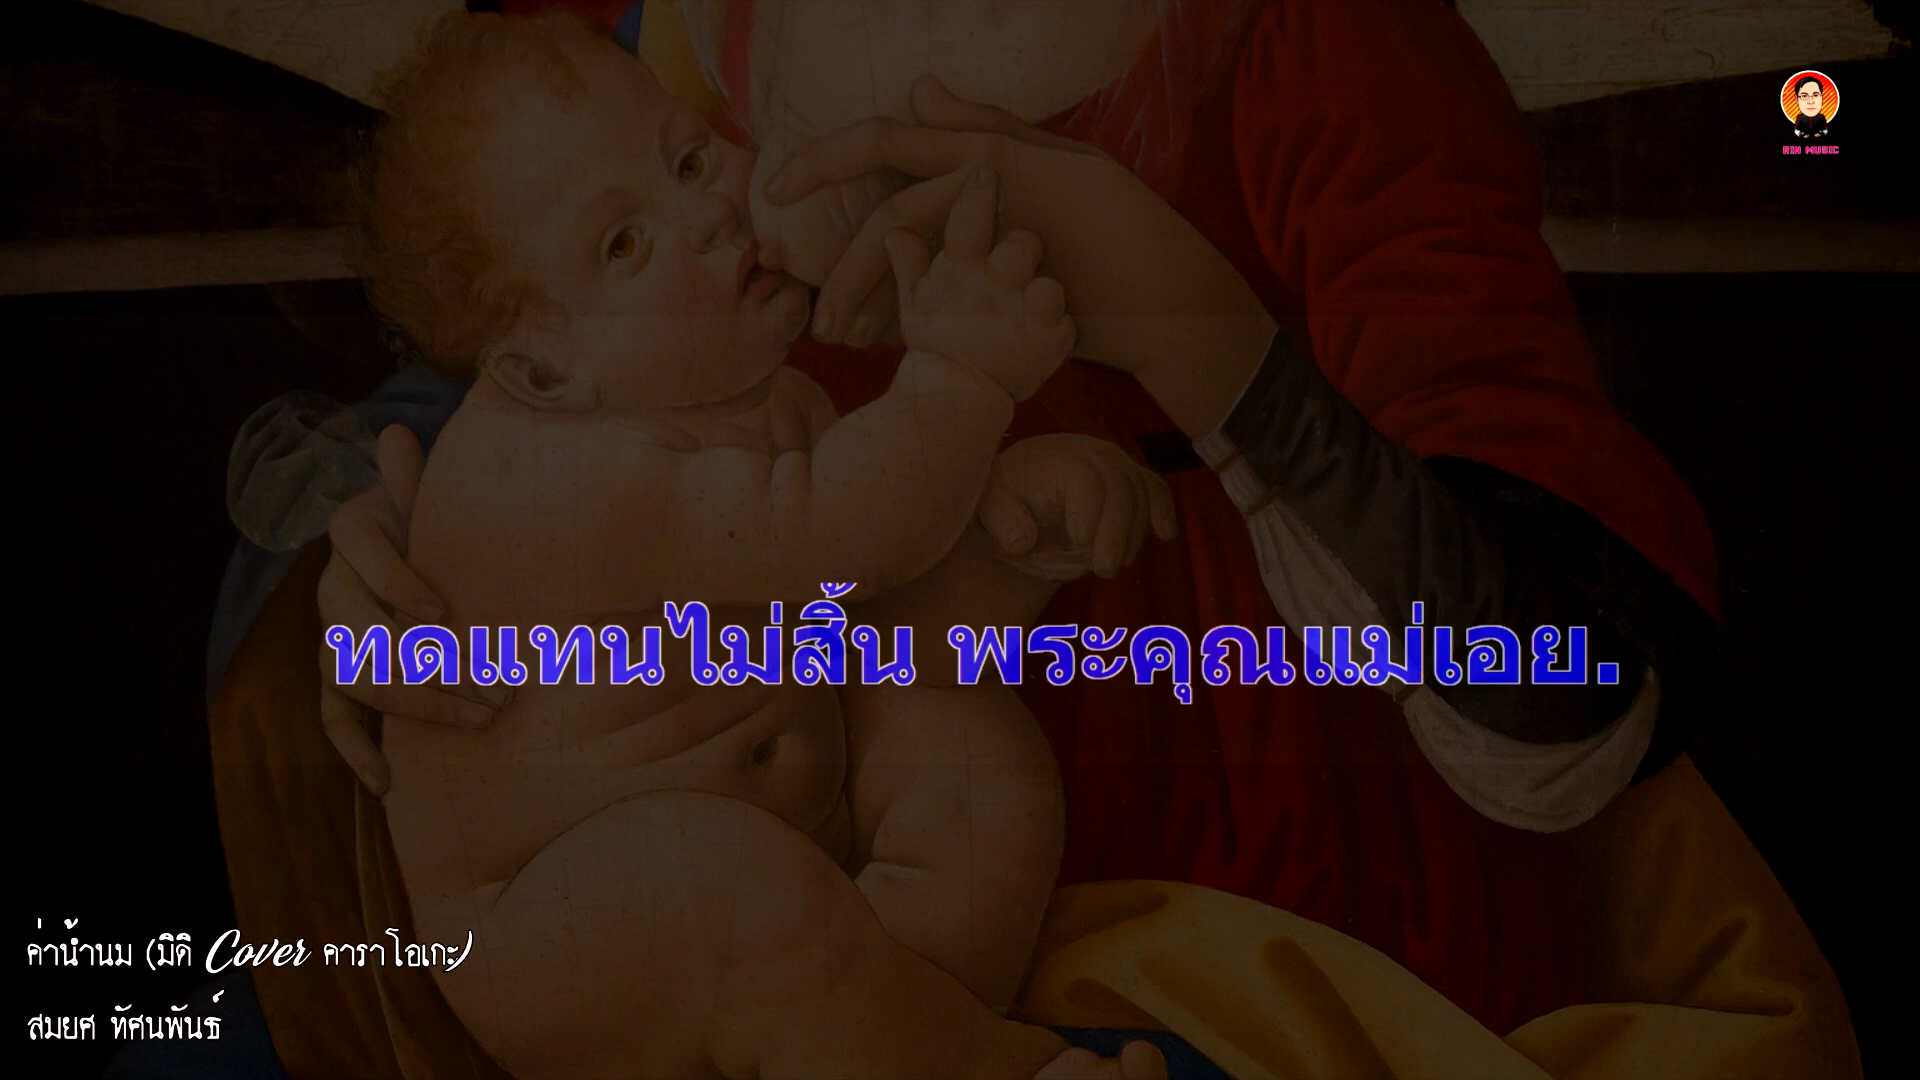 RIN MUSIC
ทดแทนไม่สิ้น พระคุณแม่เอย.
ค่าน้ำนม (มิดิ Cover คาราโอเกะ)
สมยศ ทัศนพันธ์